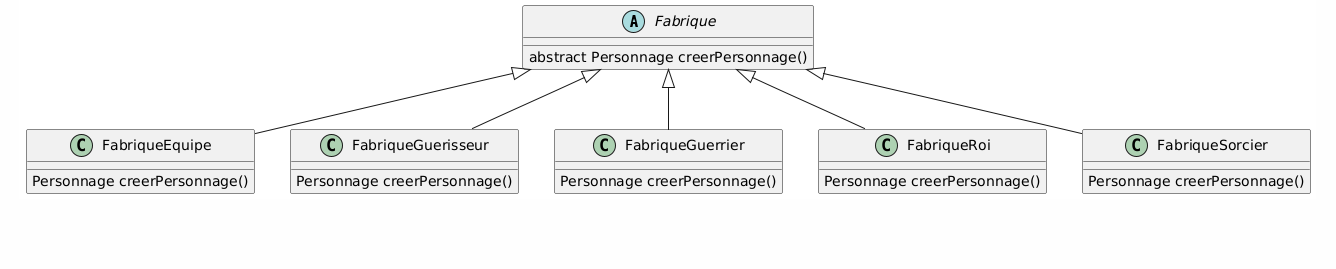 A Fabrique
abstract Personnage creerPersonnage()
C FabriqueEquipe
Personnage creerPersonnage()
C FabriqueGuerisseur
Personnage creerPersonnage()
C FabriqueGuerrier
Personnage creerPersonnage()
C FabriqueRoi
Personnage creerPersonnage()
C FabriqueSorcier
Personnage creerPersonnage()